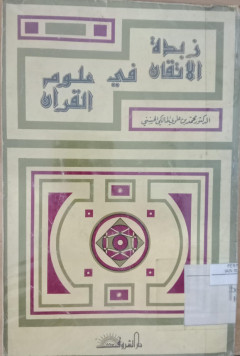 زبدة
الإتقان في علوم
القرآن
الدكتور محمد بن علوي المالكي الحسني
دار الشروق